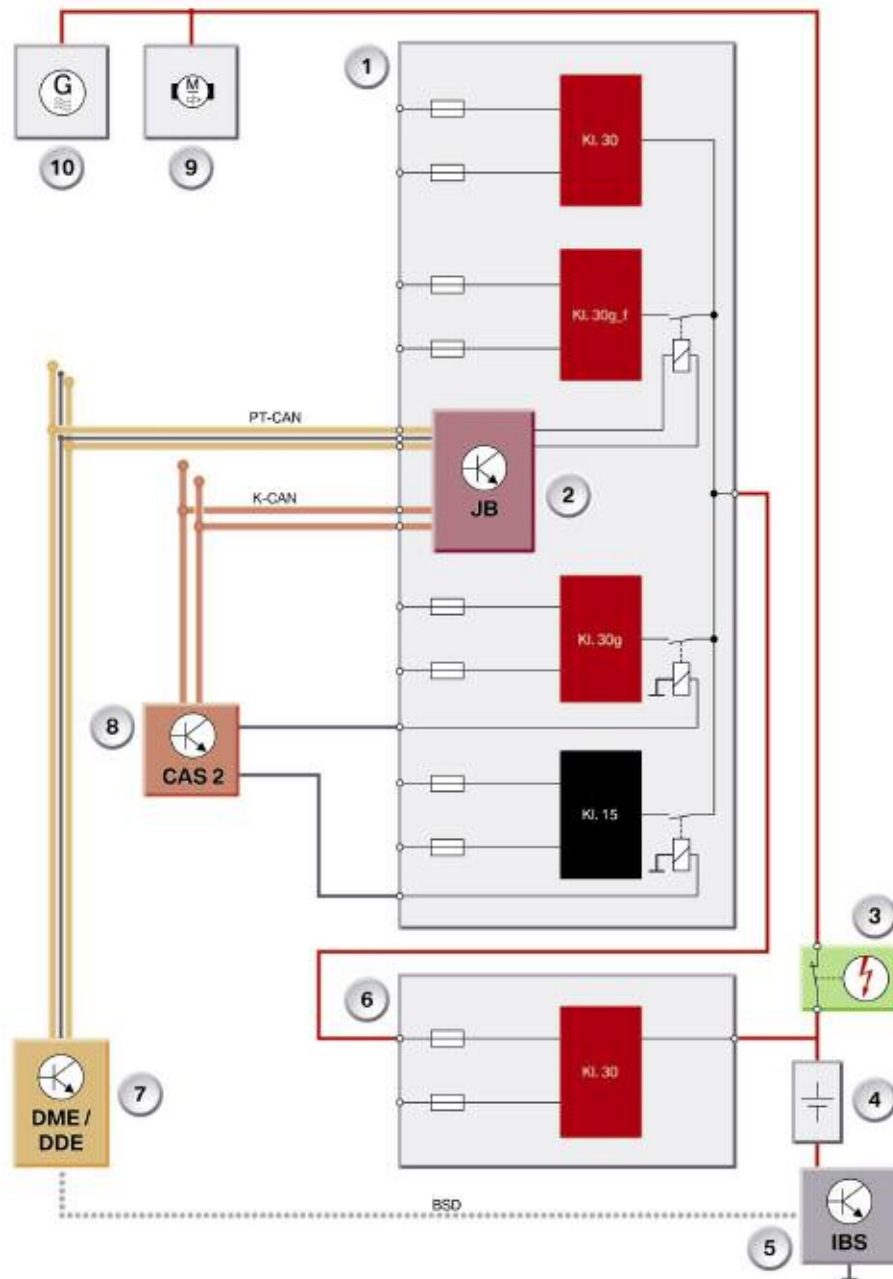 1
G
M
10
9
Kl. 30
Kl. 30g_f
PT-CAN
JB
2
K-CAN
Kl. 30g
8
CAS 2
Kl. 15
3
6
Kl. 30
7
DME /
DDE
4
BSD
5
IBS